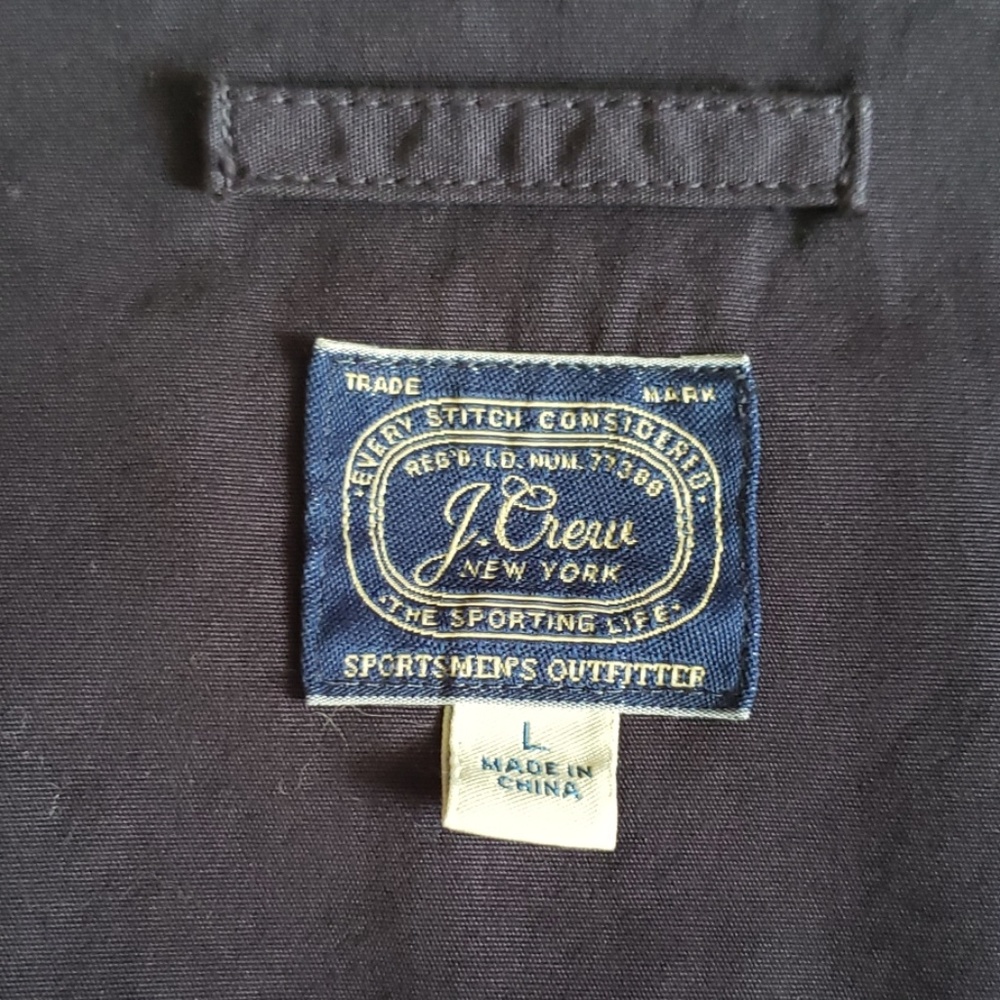 TRADE MARK
EVERY STITCH CONSIDERED
REG'D. I.D. NUM. 77388
J.Crew
NEW YORK
THE SPORTING LIFE
SPORTSMEN'S OUTFITTER
L
MADE IN
CHINA